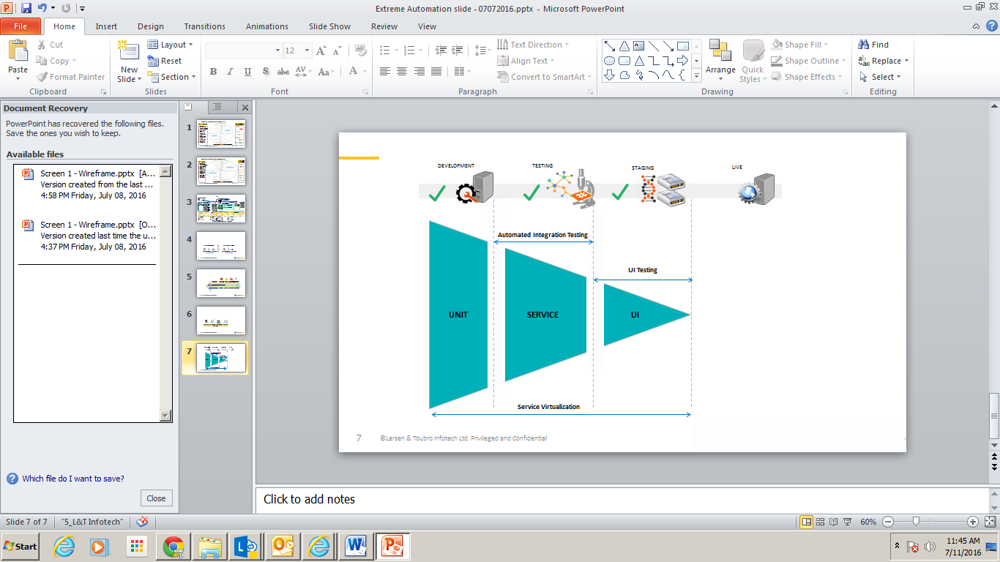 Extreme Automation slide - 07072016.pptx - Microsoft PowerPoint
File Home Insert Design Transitions Animations Slide Show Review View
Paste
Cut
Copy
Format Painter
Clipboard
New
Slide
Layout
Reset
Section
Slides
12
B I U S abc AV Aa A
Font
Text Direction
Align Text
Convert to SmartArt
Paragraph
Arrange
Quick
Styles
Shape Fill
Shape Outline
Shape Effects
Drawing
Find
Replace
Select
Editing
Document Recovery
PowerPoint has recovered the following files.
Save the ones you wish to keep.
Available files
Screen 1 - Wireframe.pptx [A...
Version created from the last ...
4:58 PM Friday, July 08, 2016
Screen 1 - Wireframe.pptx [O...
Version created last time the u...
4:37 PM Friday, July 08, 2016
Which file do I want to save?
Close
1
2
3
4
5
6
7
DEVELOPMENT TESTING STAGING LIVE
Automated Integration Testing
UI Testing
UNIT SERVICE UI
Service Virtualization
7 ©Larsen & Toubro Infotech Ltd. Privileged and Confidential
Click to add notes
Slide 7 of 7 "5_L&T Infotech" 60%
Start
11:45 AM
7/11/2016